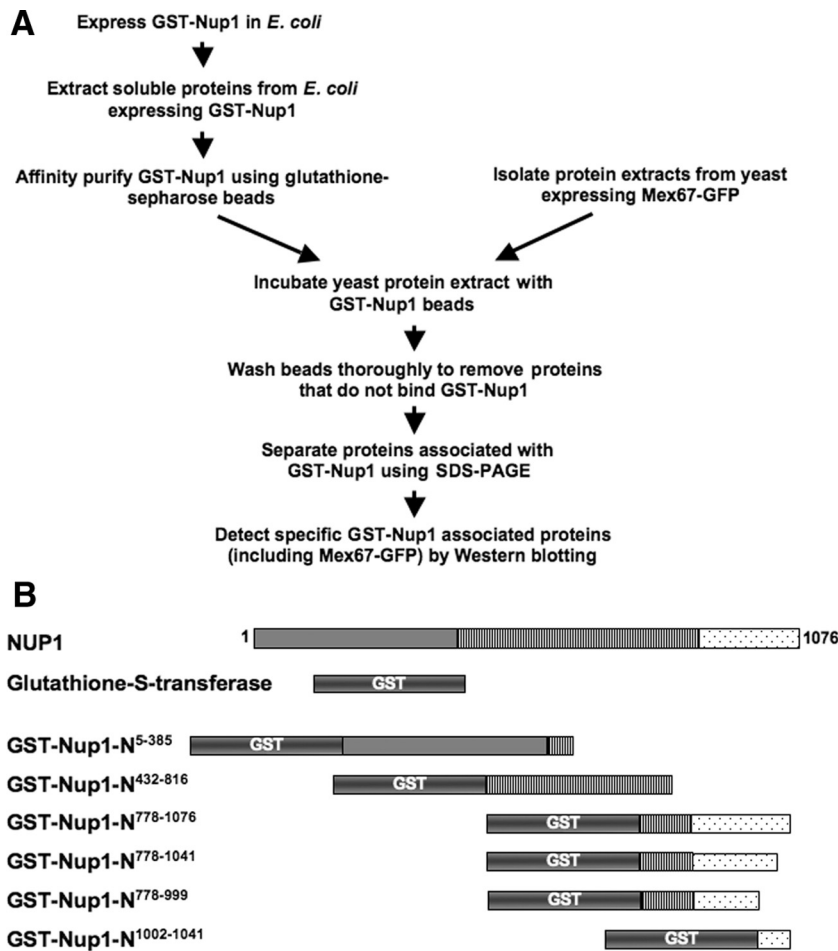 A
Express GST-Nup1 in E. coli
Extract soluble proteins from E. coli
expressing GST-Nup1
Affinity purify GST-Nup1 using glutathione-
sepharose beads
Isolate protein extracts from yeast
expressing Mex67-GFP
Incubate yeast protein extract with
GST-Nup1 beads
Wash beads thoroughly to remove proteins
that do not bind GST-Nup1
Separate proteins associated with
GST-Nup1 using SDS-PAGE
Detect specific GST-Nup1 associated proteins
(including Mex67-GFP) by Western blotting
B
NUP1 1 1076
Glutathione-S-transferase GST
GST-Nup1-N5-385 GST
GST-Nup1-N432-816 GST
GST-Nup1-N778-1076 GST
GST-Nup1-N778-1041 GST
GST-Nup1-N778-999 GST
GST-Nup1-N1002-1041 GST